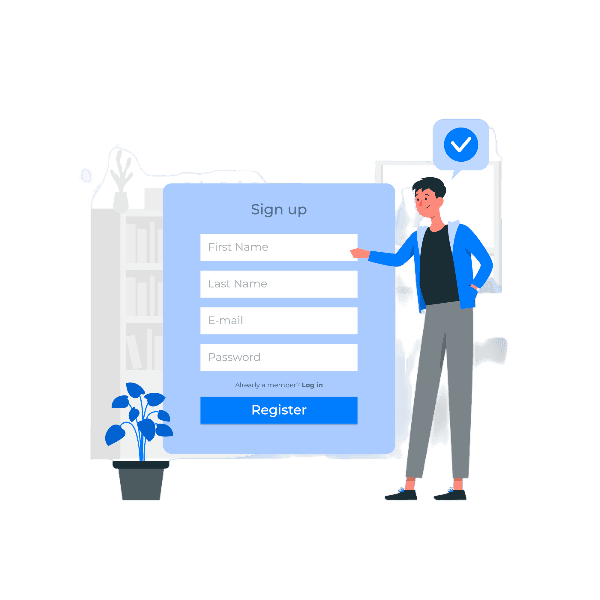 Sign up
First Name
Last Name
E-mail
Password
Already a member? Log in
Register